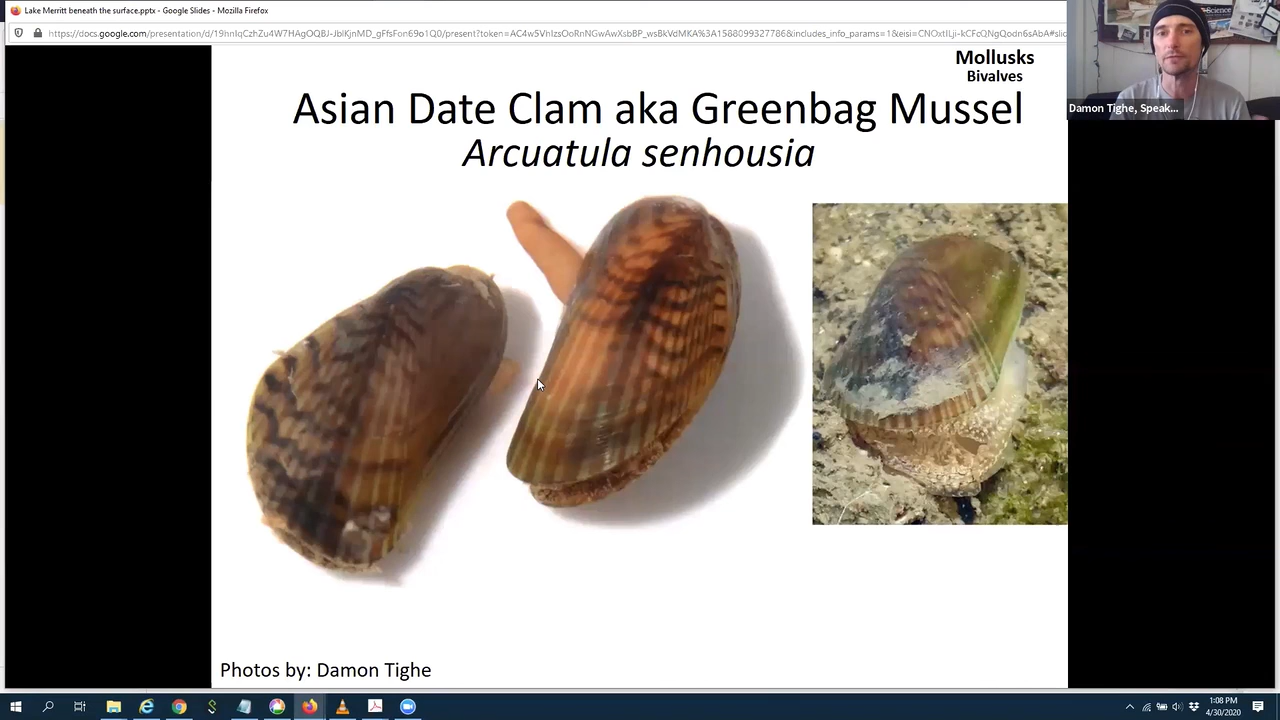 Lake Merritt beneath the surface.pptx - Google Slides - Mozilla Firefox
Mollusks
Bivalves
Science
Damon Tighe, Speak...
Asian Date Clam aka Greenbag Mussel
Arcuatula senhousia
Photos by: Damon Tighe
1:08 PM
4/30/2020